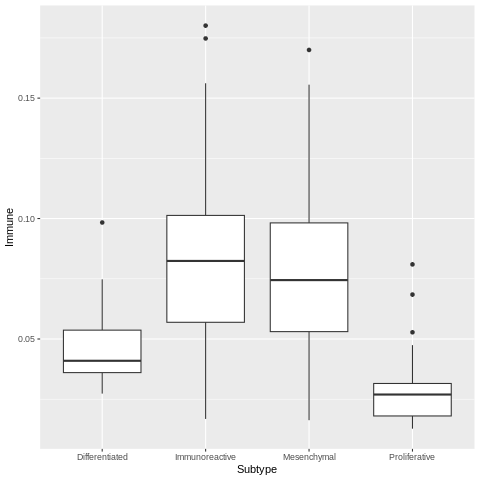 Immune
0.15
0.10
0.05
Differentiated Immunoreactive Mesenchymal Proliferative
Subtype